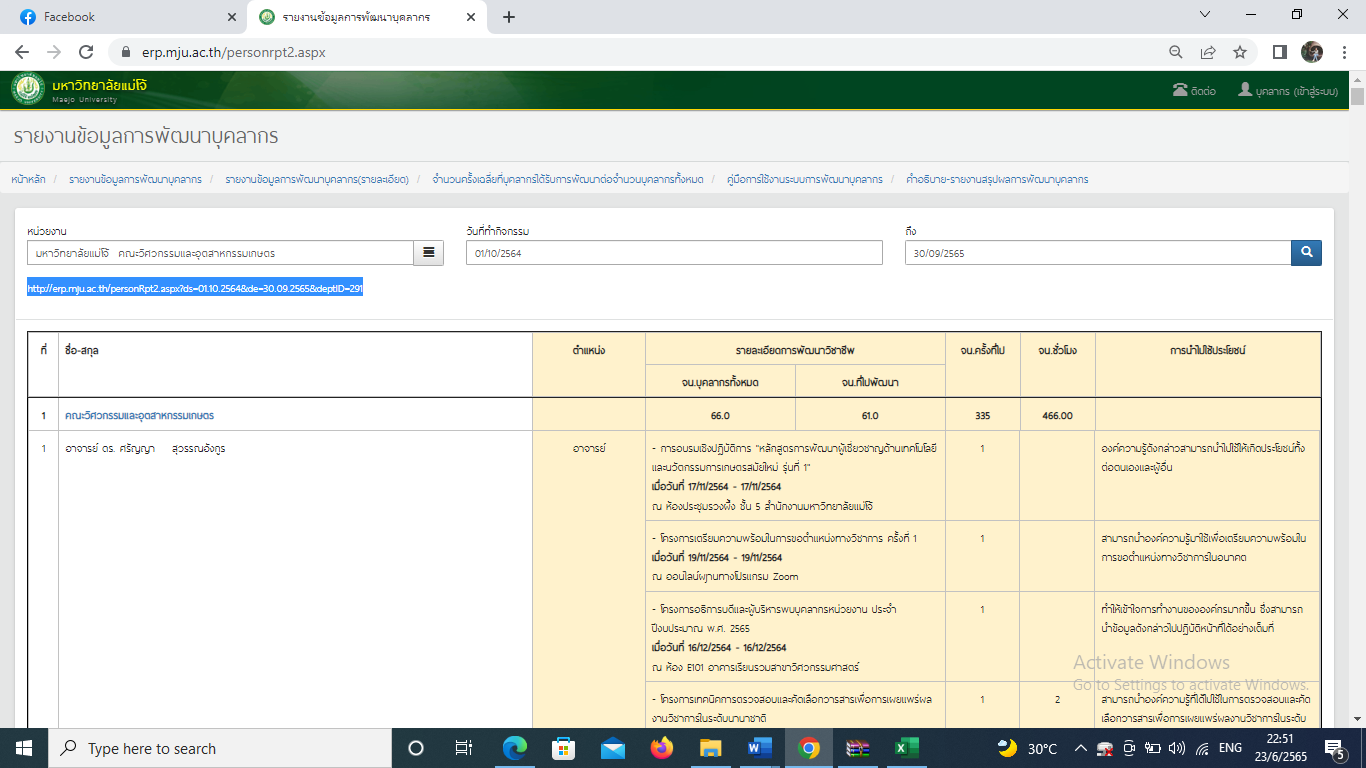 Facebook
รายงานข้อมูลการพัฒนาบุคลากร
erp.mju.ac.th/personrpt2.aspx
มหาวิทยาลัยแม่โจ้
Maejo University
ติดต่อ
บุคลากร (เข้าสู่ระบบ)
รายงานข้อมูลการพัฒนาบุคลากร
หน้าหลัก / รายงานข้อมูลการพัฒนาบุคลากร / รายงานข้อมูลการพัฒนาบุคลากร(รายละเอียด) / จำนวนครั้งเฉลี่ยที่บุคลากรได้รับการพัฒนาต่อจำนวนบุคลากรทั้งหมด / คู่มือการใช้งานระบบการพัฒนาบุคลากร / คำอธิบาย-รายงานสรุปผลการพัฒนาบุคลากร
หน่วยงาน
วันที่ทำกิจกรรม
ถึง
มหาวิทยาลัยแม่โจ้ คณะวิศวกรรมและอุตสาหกรรมเกษตร
01/10/2564
30/09/2565
http://erp.mju.ac.th/personRpt2.aspx?ds=01.10.2564&de=30.09.2565&deptID=291
ที่
ชื่อ-สกุล
ตำแหน่ง
รายละเอียดการพัฒนาวิชาชีพ
จน.ครั้งที่ไป
จน.ชั่วโมง
การนำไปใช้ประโยชน์
จน.บุคลากรทั้งหมด
จน.ที่ไปพัฒนา
1 คณะวิศวกรรมและอุตสาหกรรมเกษตร 66.0 61.0 335 466.00
1 อาจารย์ ดร. ศรัญญา สุวรรณอังกูร
อาจารย์
- การอบรมเชิงปฏิบัติการ "หลักสูตรการพัฒนาผู้เชี่ยวชาญด้านเทคโนโลยี
และนวัตกรรมการเกษตรสมัยใหม่ รุ่นที่ 1"
เมื่อวันที่ 17/11/2564 - 17/11/2564
ณ ห้องประชุมรวงผึ้ง ชั้น 5 สำนักงานมหาวิทยาลัยแม่โจ้
1
องค์ความรู้ดังกล่าวสามารถนำไปใช้ให้เกิดประโยชน์ทั้ง
ต่อตนเองและผู้อื่น
- โครงการเตรียมความพร้อมในการขอตำแหน่งทางวิชาการ ครั้งที่ 1
เมื่อวันที่ 19/11/2564 - 19/11/2564
ณ ออนไลน์ผานทางโปรแกรม Zoom
1
สามารถนำองค์ความรู้มาใช้เพื่อเตรียมความพร้อมใน
การขอตำแหน่งทางวิชาการในอนาคต
- โครงการอธิการบดีและผู้บริหารพบบุคลากรหน่วยงาน ประจำ
ปีงบประมาณ พ.ศ. 2565
เมื่อวันที่ 16/12/2564 - 16/12/2564
ณ ห้อง E101 อาคารเรียนรวมสาขาวิศวกรรมศาสตร์
1
ทำให้เข้าใจการทำงานขององค์กรมากขึ้น ซึ่งสามารถ
นำข้อมูลดังกล่าวไปปฏิบัติหน้าที่ได้อย่างเต็มที่
- โครงการเทคนิคการตรวจสอบและคัดเลือกวารสารเพื่อการเผยแพร่ผล
งานวิชาการในระดับนานาชาติ
1
2
สามารถนำองค์ความรู้ที่ได้ไปใช้ในการตรวจสอบและคัด
เลือกวารสารเพื่อการเผยแพร่ผลงานวิชาการในระดับ
Activate Windows
Go to Settings to activate Windows.
Type here to search
30°C
ENG
22:51
23/6/2565
5